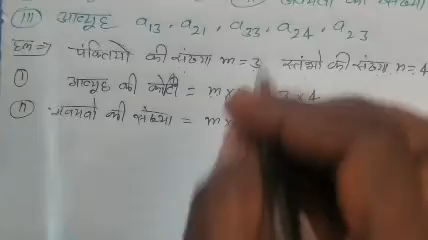 (III) आव्यूह a₁₃, a₂₁, a₃₃, a₂₄, a₂₃
हल ⇒ पंक्तियों की संख्या m = 3 स्तंभो की संख्या n = 4
(I) आव्यूह की कोटी = m × 3 × 4
(II) अवयवों की संख्या = m ×